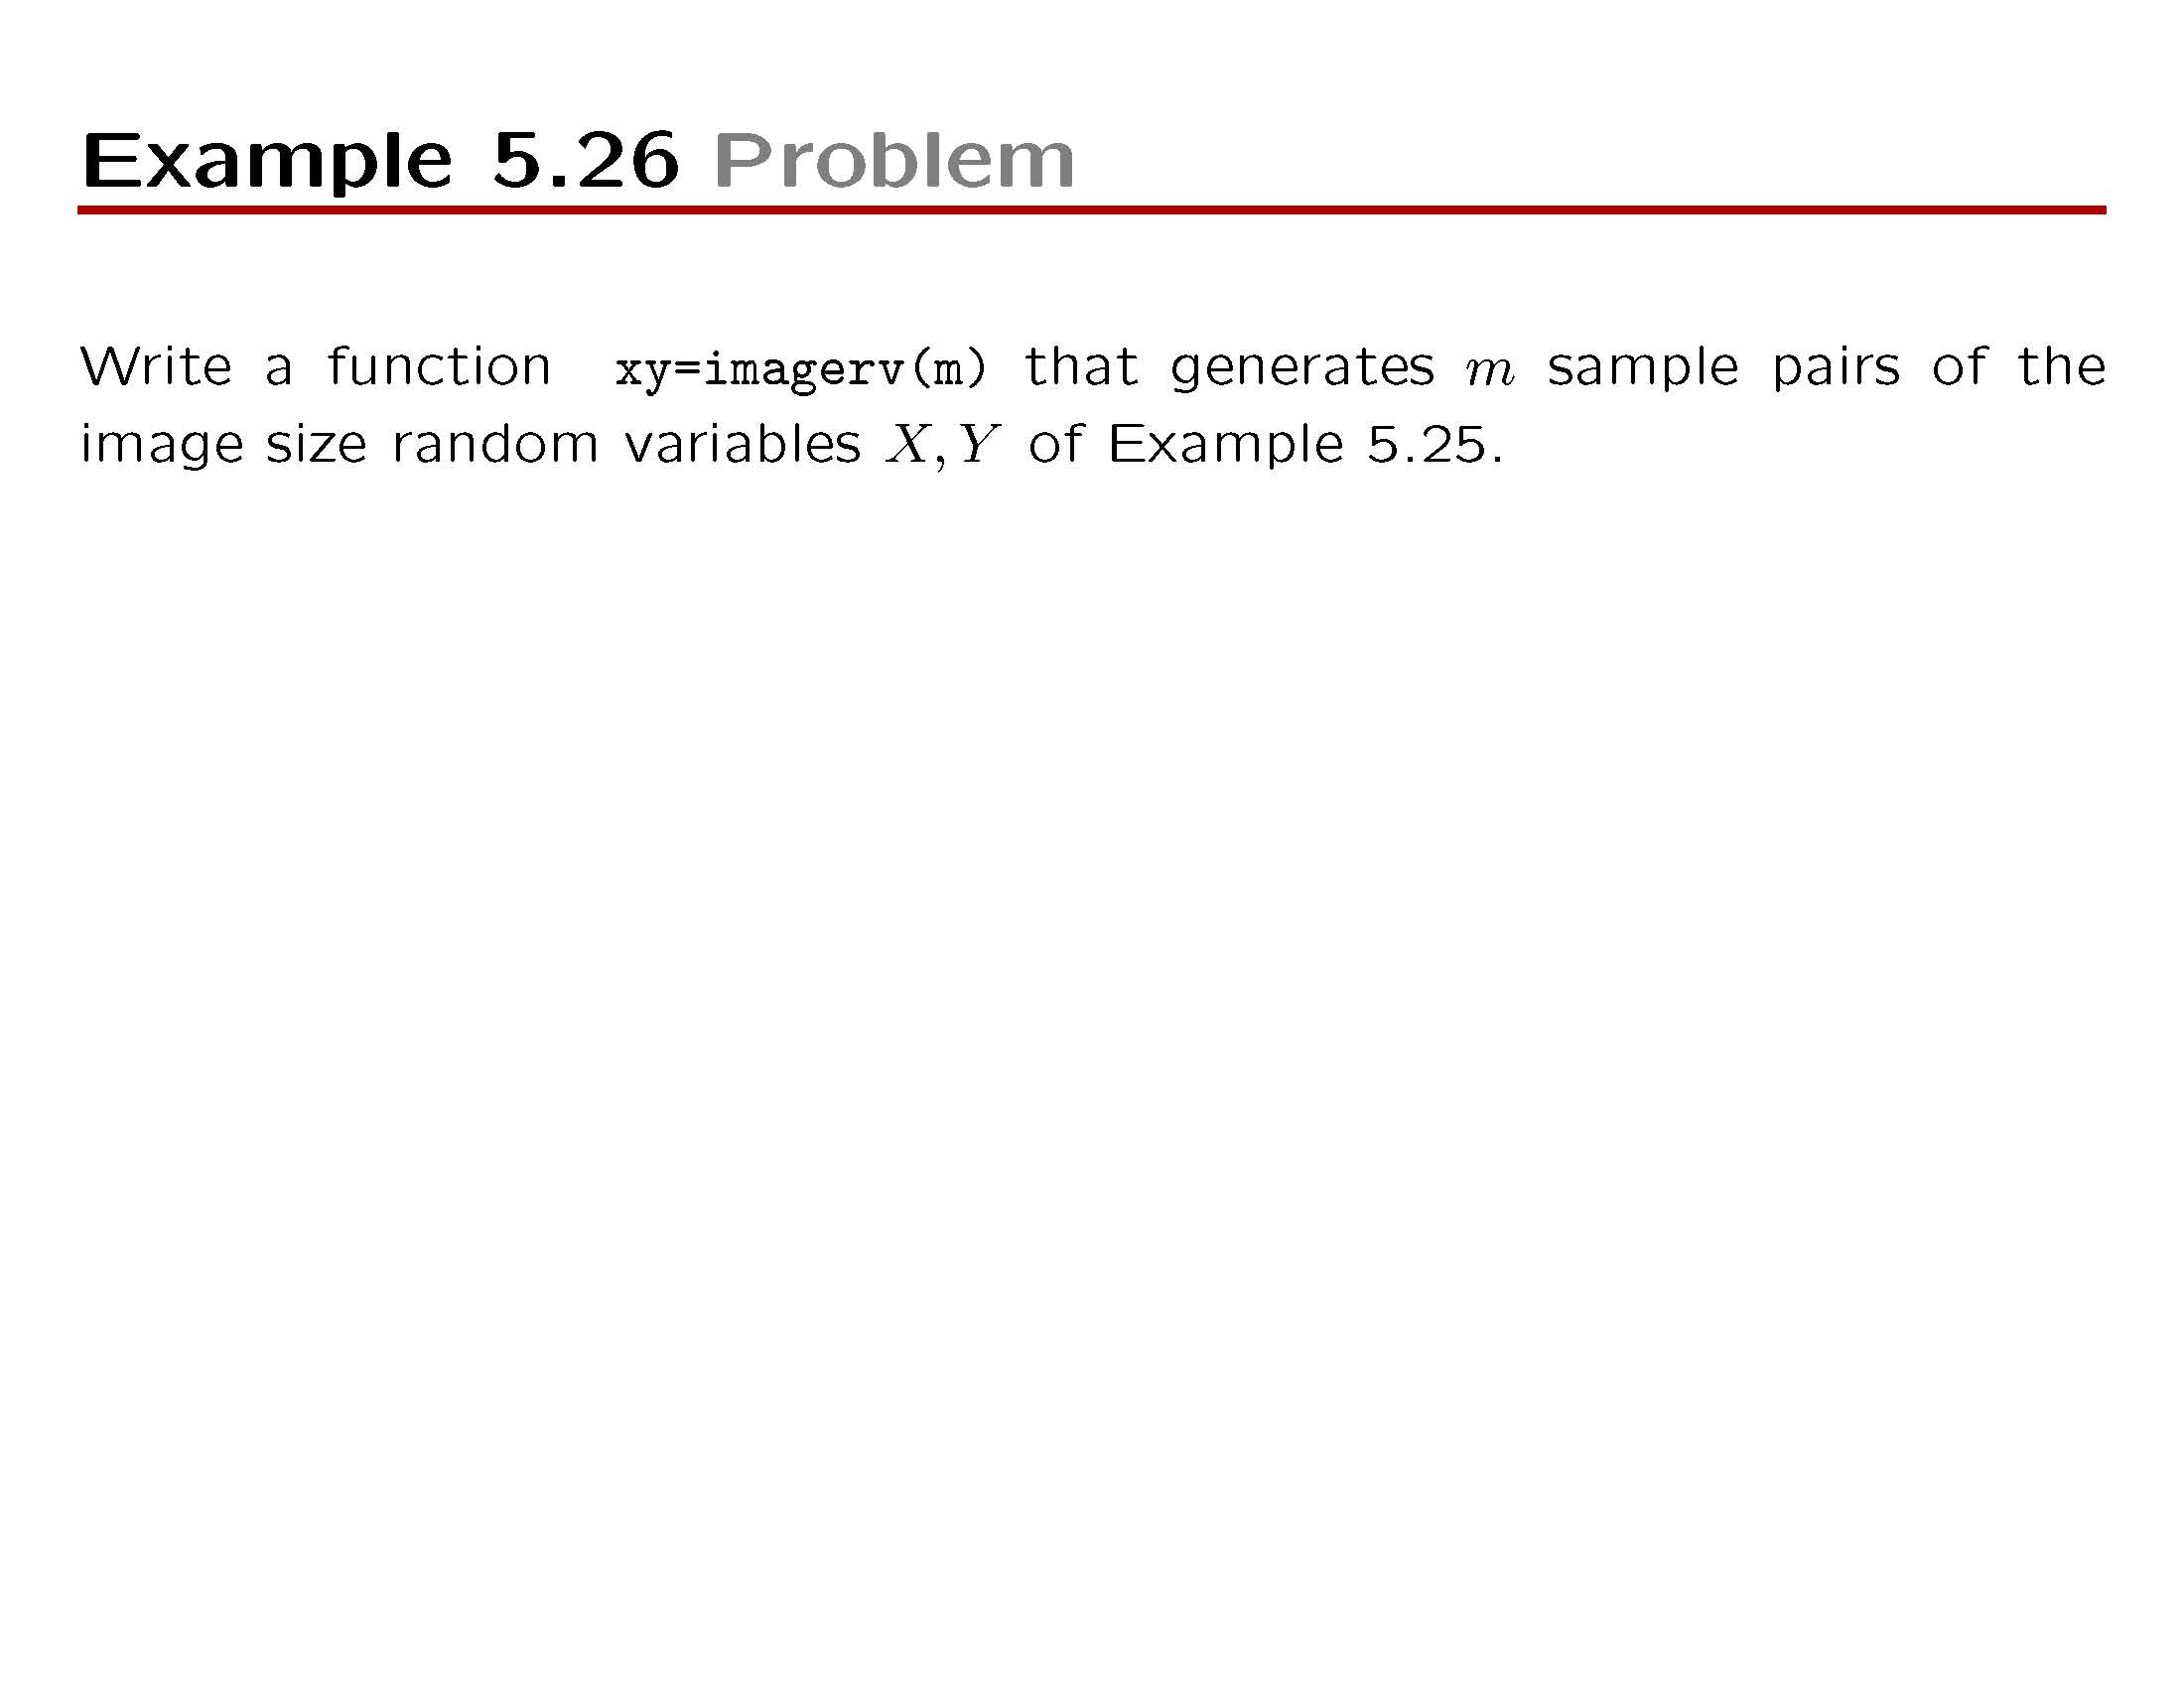 Example 5.26 Problem
Write a function xy=imagerv(m) that generates m sample pairs of the
image size random variables X, Y of Example 5.25.